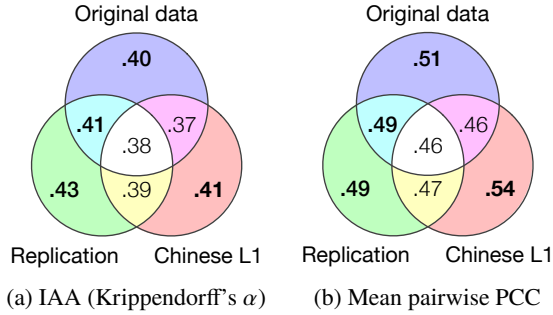 Original data
.40
.41
.37
.38
.43
.39
.41
Replication
Chinese L1
(a) IAA (Krippendorff's α)
Original data
.51
.49
.46
.46
.49
.47
.54
Replication
Chinese L1
(b) Mean pairwise PCC